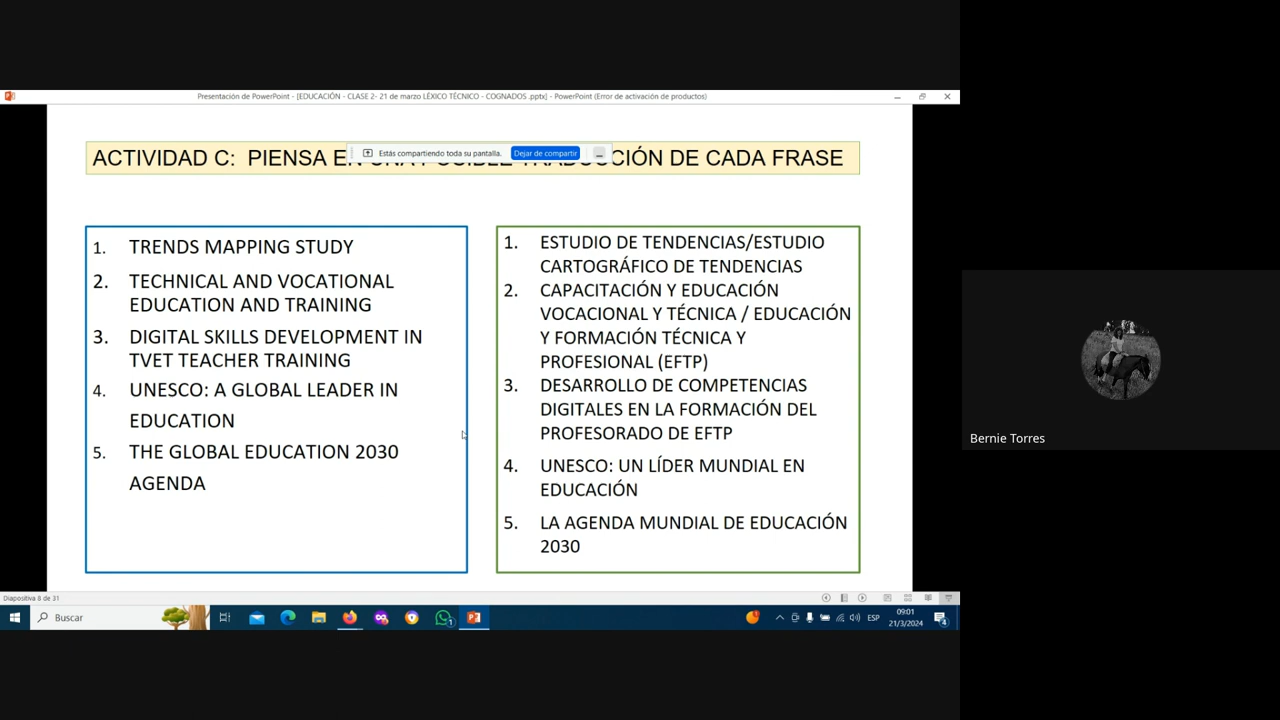 Presentación de PowerPoint - [EDUCACIÓN - CLASE 2- 21 de marzo LÉXICO TÉCNICO - COGNADOS .pptx] - PowerPoint (Error de activación de productos)
ACTIVIDAD C: PIENSA EN UNA POSIBLE TRADUCCIÓN DE CADA FRASE
Estás compartiendo toda su pantalla. Dejar de compartir
1. TRENDS MAPPING STUDY
2. TECHNICAL AND VOCATIONAL
EDUCATION AND TRAINING
3. DIGITAL SKILLS DEVELOPMENT IN
TVET TEACHER TRAINING
4. UNESCO: A GLOBAL LEADER IN
EDUCATION
5. THE GLOBAL EDUCATION 2030
AGENDA
1. ESTUDIO DE TENDENCIAS/ESTUDIO
CARTOGRÁFICO DE TENDENCIAS
2. CAPACITACIÓN Y EDUCACIÓN
VOCACIONAL Y TÉCNICA / EDUCACIÓN
Y FORMACIÓN TÉCNICA Y
PROFESIONAL (EFTP)
3. DESARROLLO DE COMPETENCIAS
DIGITALES EN LA FORMACIÓN DEL
PROFESORADO DE EFTP
4. UNESCO: UN LÍDER MUNDIAL EN
EDUCACIÓN
5. LA AGENDA MUNDIAL DE EDUCACIÓN
2030
Bernie Torres
Diapositiva 8 de 31
Buscar
1
ESP
09:01
21/3/2024
4